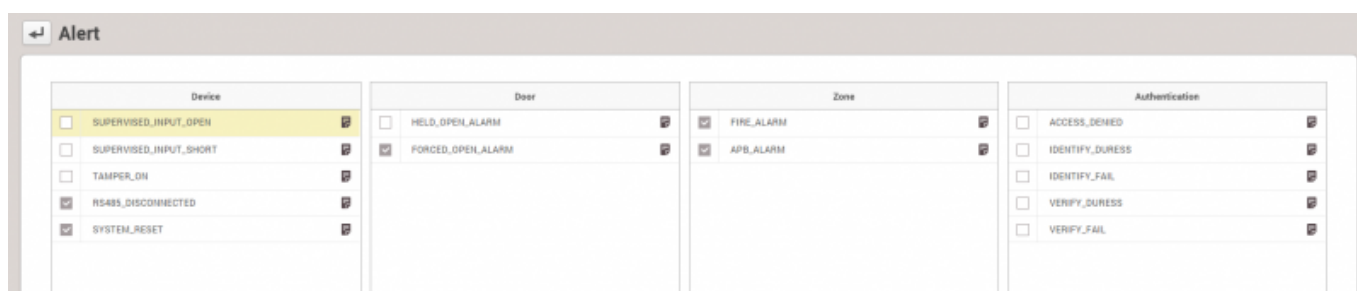 Alert
Device
SUPERVISED_INPUT_OPEN
SUPERVISED_INPUT_SHORT
TAMPER_ON
RS485_DISCONNECTED
SYSTEM_RESET
Door
HELD_OPEN_ALARM
FORCED_OPEN_ALARM
Zone
FIRE_ALARM
APB_ALARM
Authentication
ACCESS_DENIED
IDENTIFY_DURESS
IDENTIFY_FAIL
VERIFY_DURESS
VERIFY_FAIL